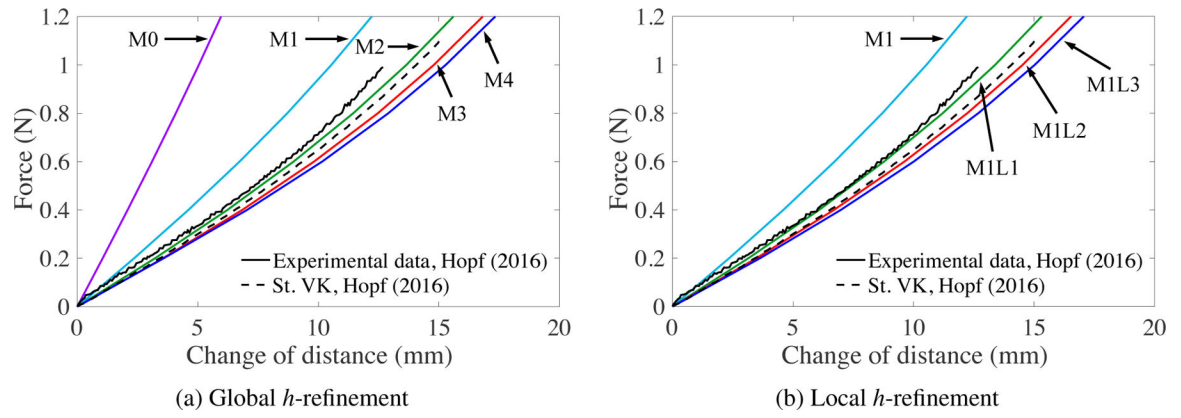 1.2
1
0.8
0.6
0.4
0.2
0
Force (N)
M0
M1
M2
M3
M4
Experimental data, Hopf (2016)
St. VK, Hopf (2016)
0 5 10 15 20
Change of distance (mm)
(a) Global h-refinement
1.2
1
0.8
0.6
0.4
0.2
0
Force (N)
M1
M1L3
M1L2
M1L1
Experimental data, Hopf (2016)
St. VK, Hopf (2016)
0 5 10 15 20
Change of distance (mm)
(b) Local h-refinement